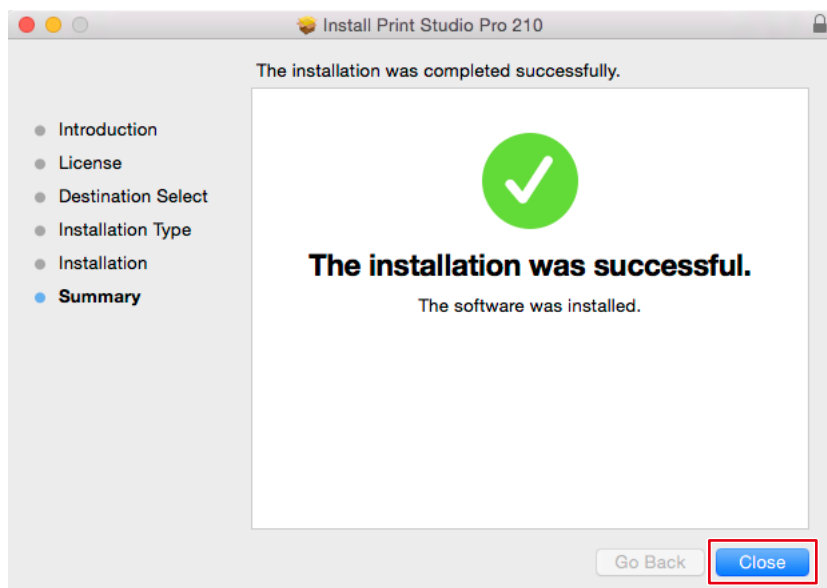 Install Print Studio Pro 210
The installation was completed successfully.
Introduction
License
Destination Select
Installation Type
Installation
Summary
The installation was successful.
The software was installed.
Go Back
Close